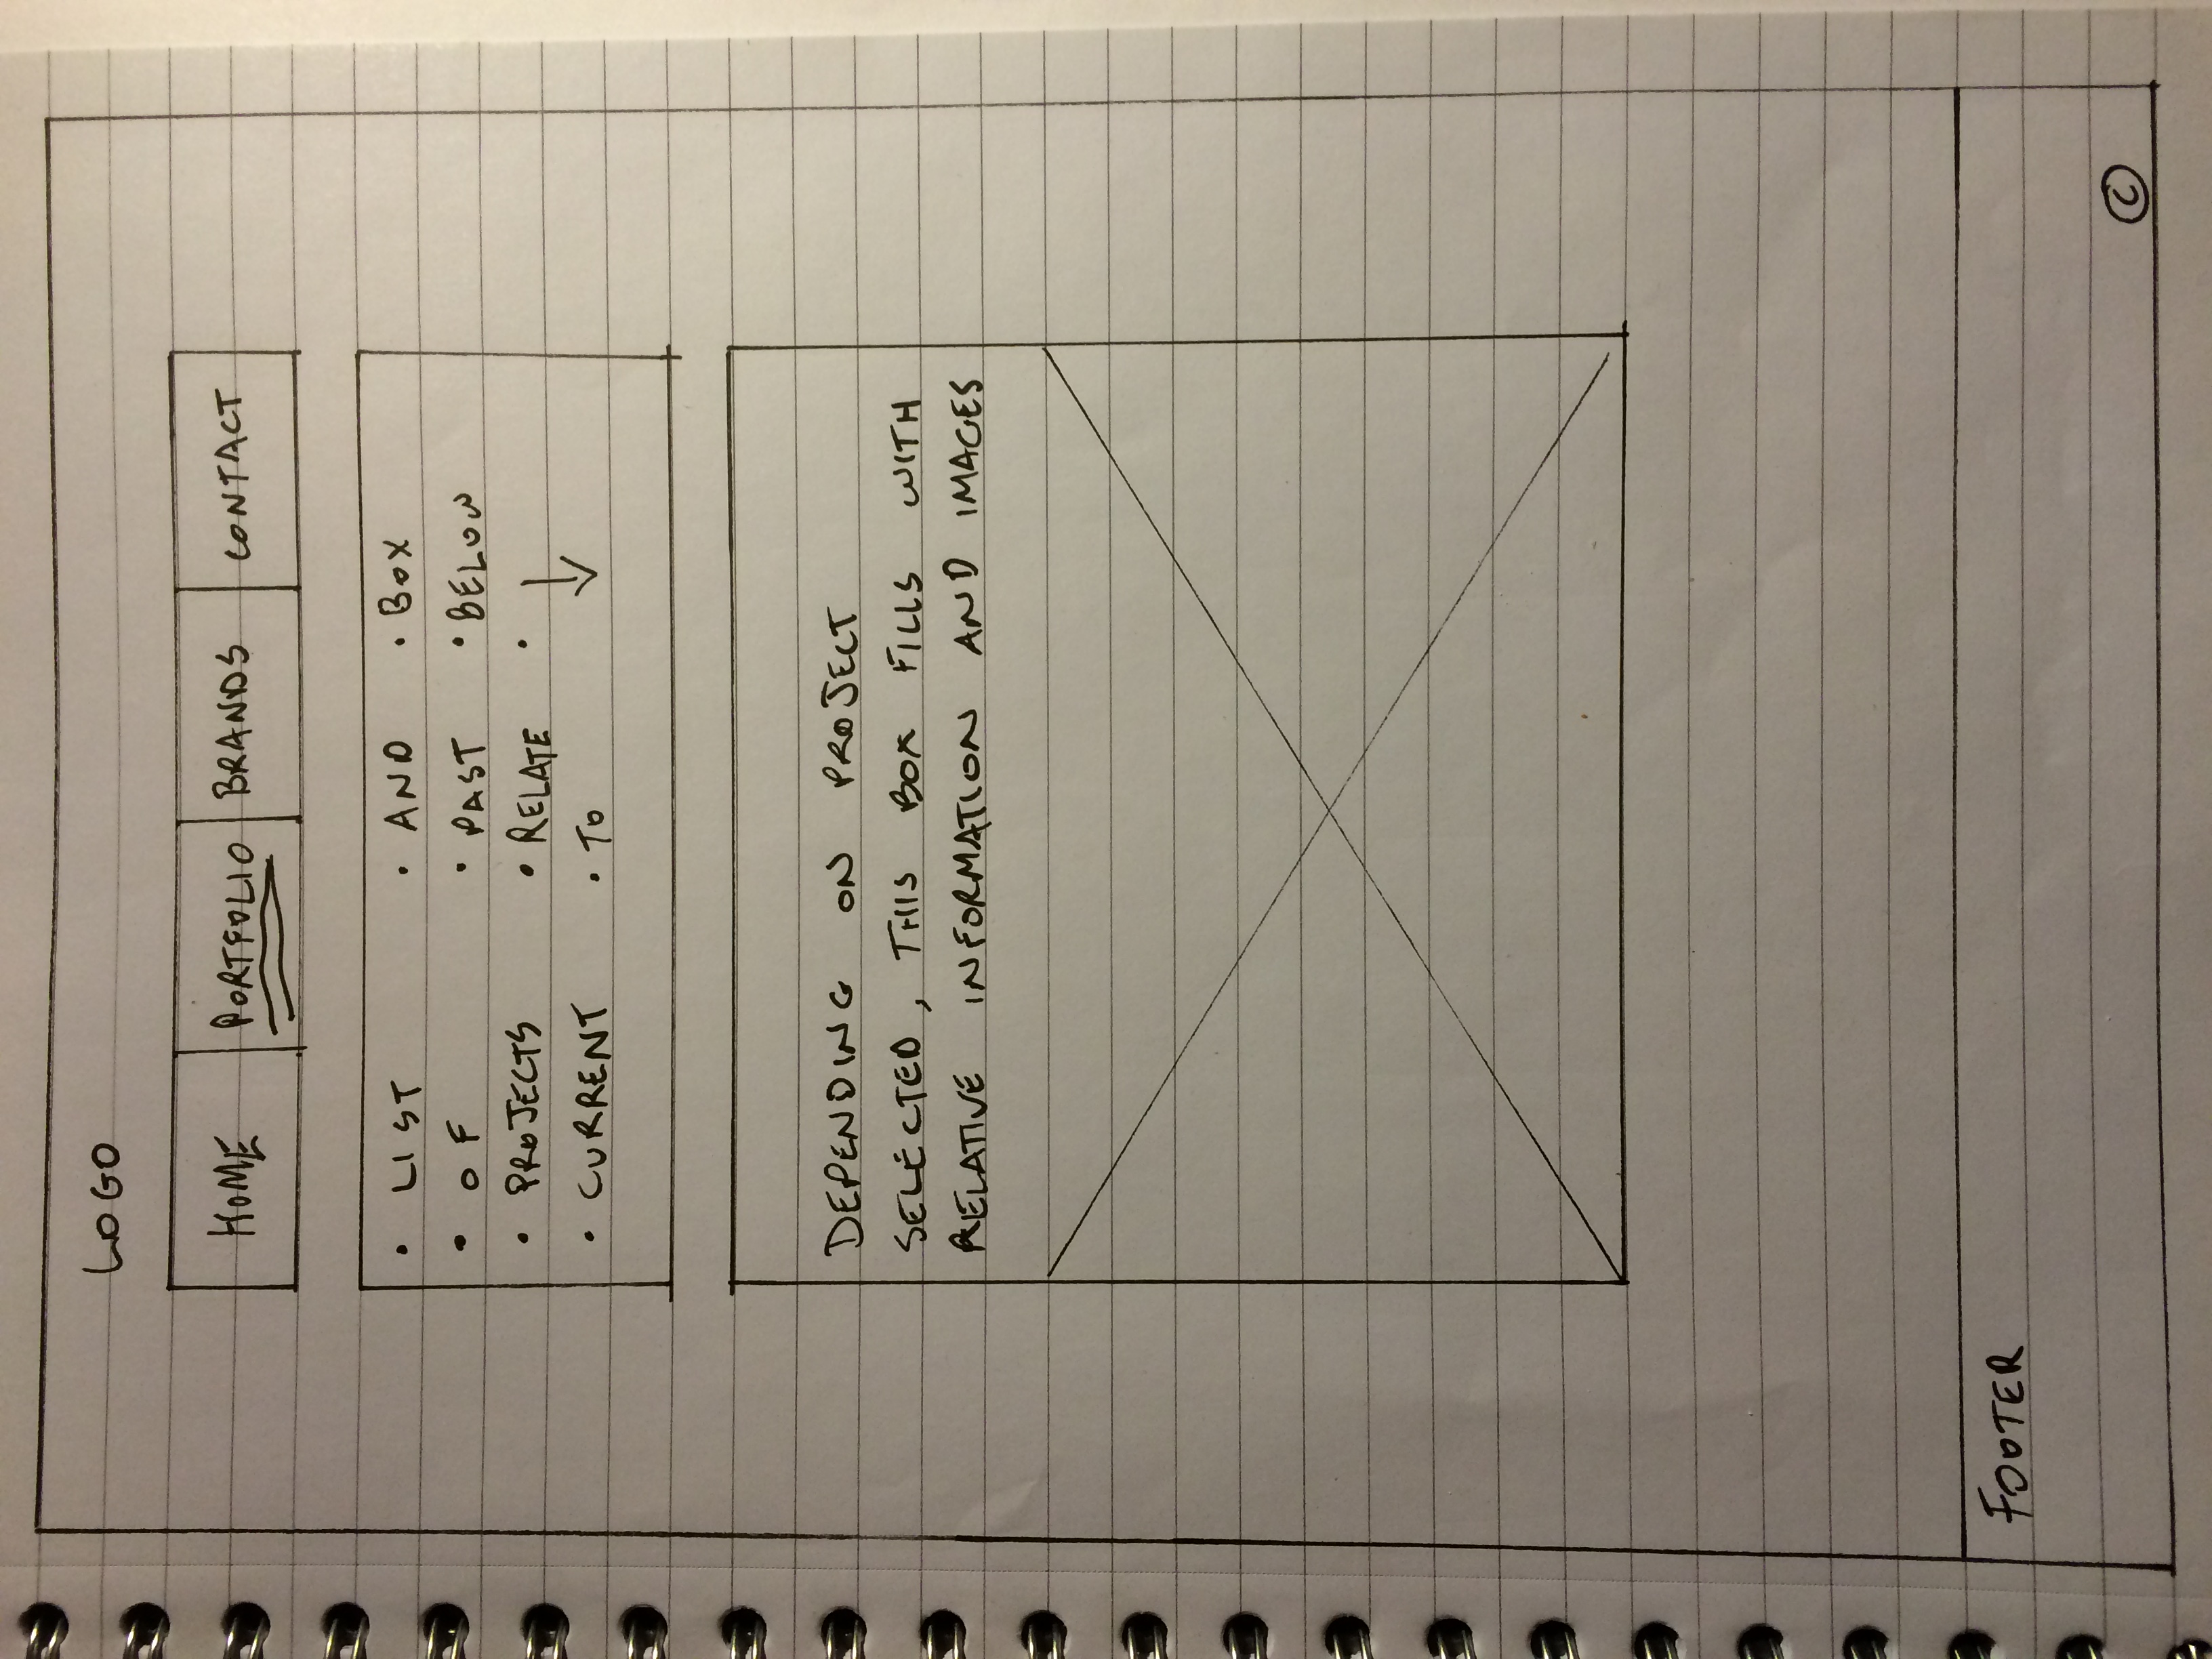 LOGO
HOME PORTFOLIO BRANDS CONTACT
• LIST • AND • BOX
• OF • PAST • BELOW
• PROJECTS • RELATE •
• CURRENT • TO
DEPENDING ON PROJECT
SELECTED, THIS BOX FILLS WITH
RELATIVE INFORMATION AND IMAGES
FOOTER
©